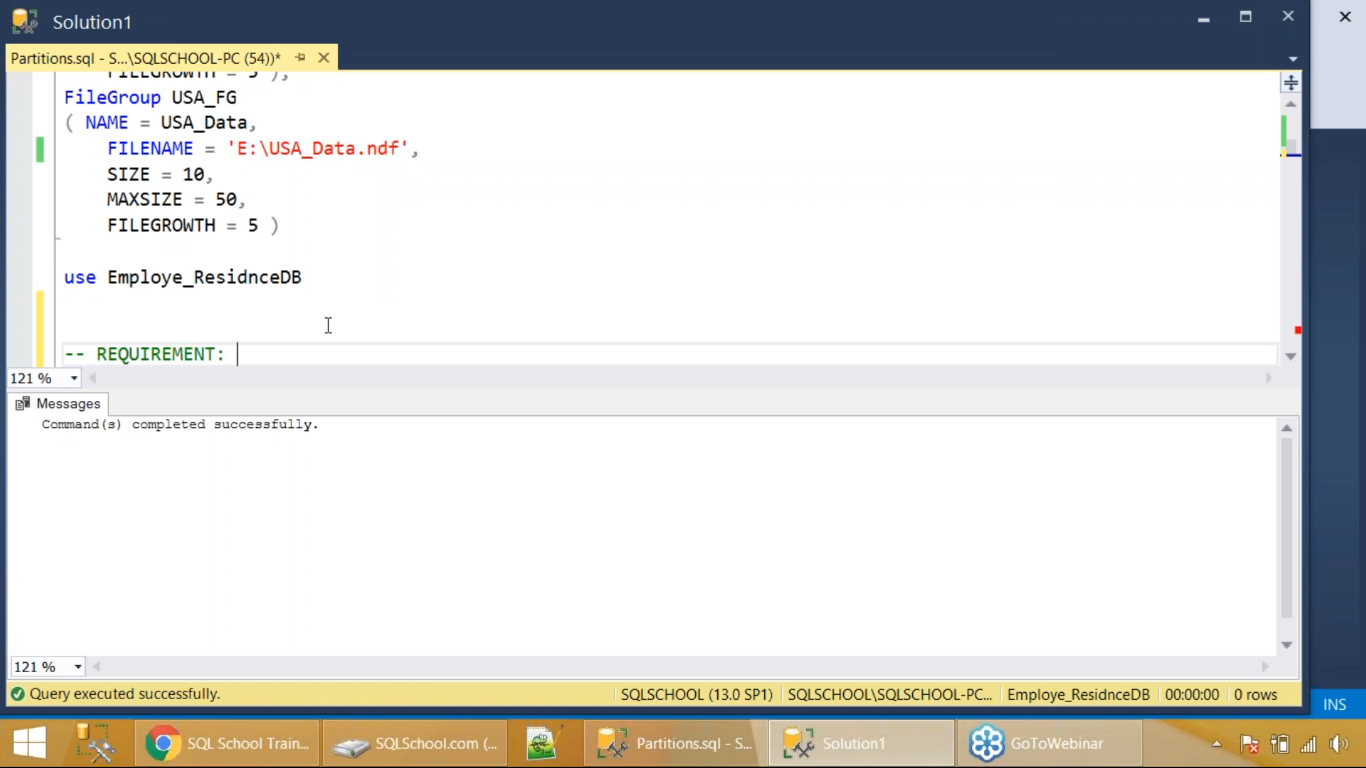 Solution1
Partitions.sql - S...\SQLSCHOOL-PC (54))*
FILEGROWTH = 5 ),
FileGroup USA_FG
( NAME = USA_Data,
FILENAME = 'E:\USA_Data.ndf',
SIZE = 10,
MAXSIZE = 50,
FILEGROWTH = 5 )
use Employe_ResidnceDB
-- REQUIREMENT:
121 %
Messages
Command(s) completed successfully.
121 %
Query executed successfully.
SQLSCHOOL (13.0 SP1)
SQLSCHOOL\SQLSCHOOL-PC...
Employe_ResidnceDB
00:00:00
0 rows
INS
SQL School Train...
SQLSchool.com (...
Partitions.sql - S...
Solution1
GoToWebinar